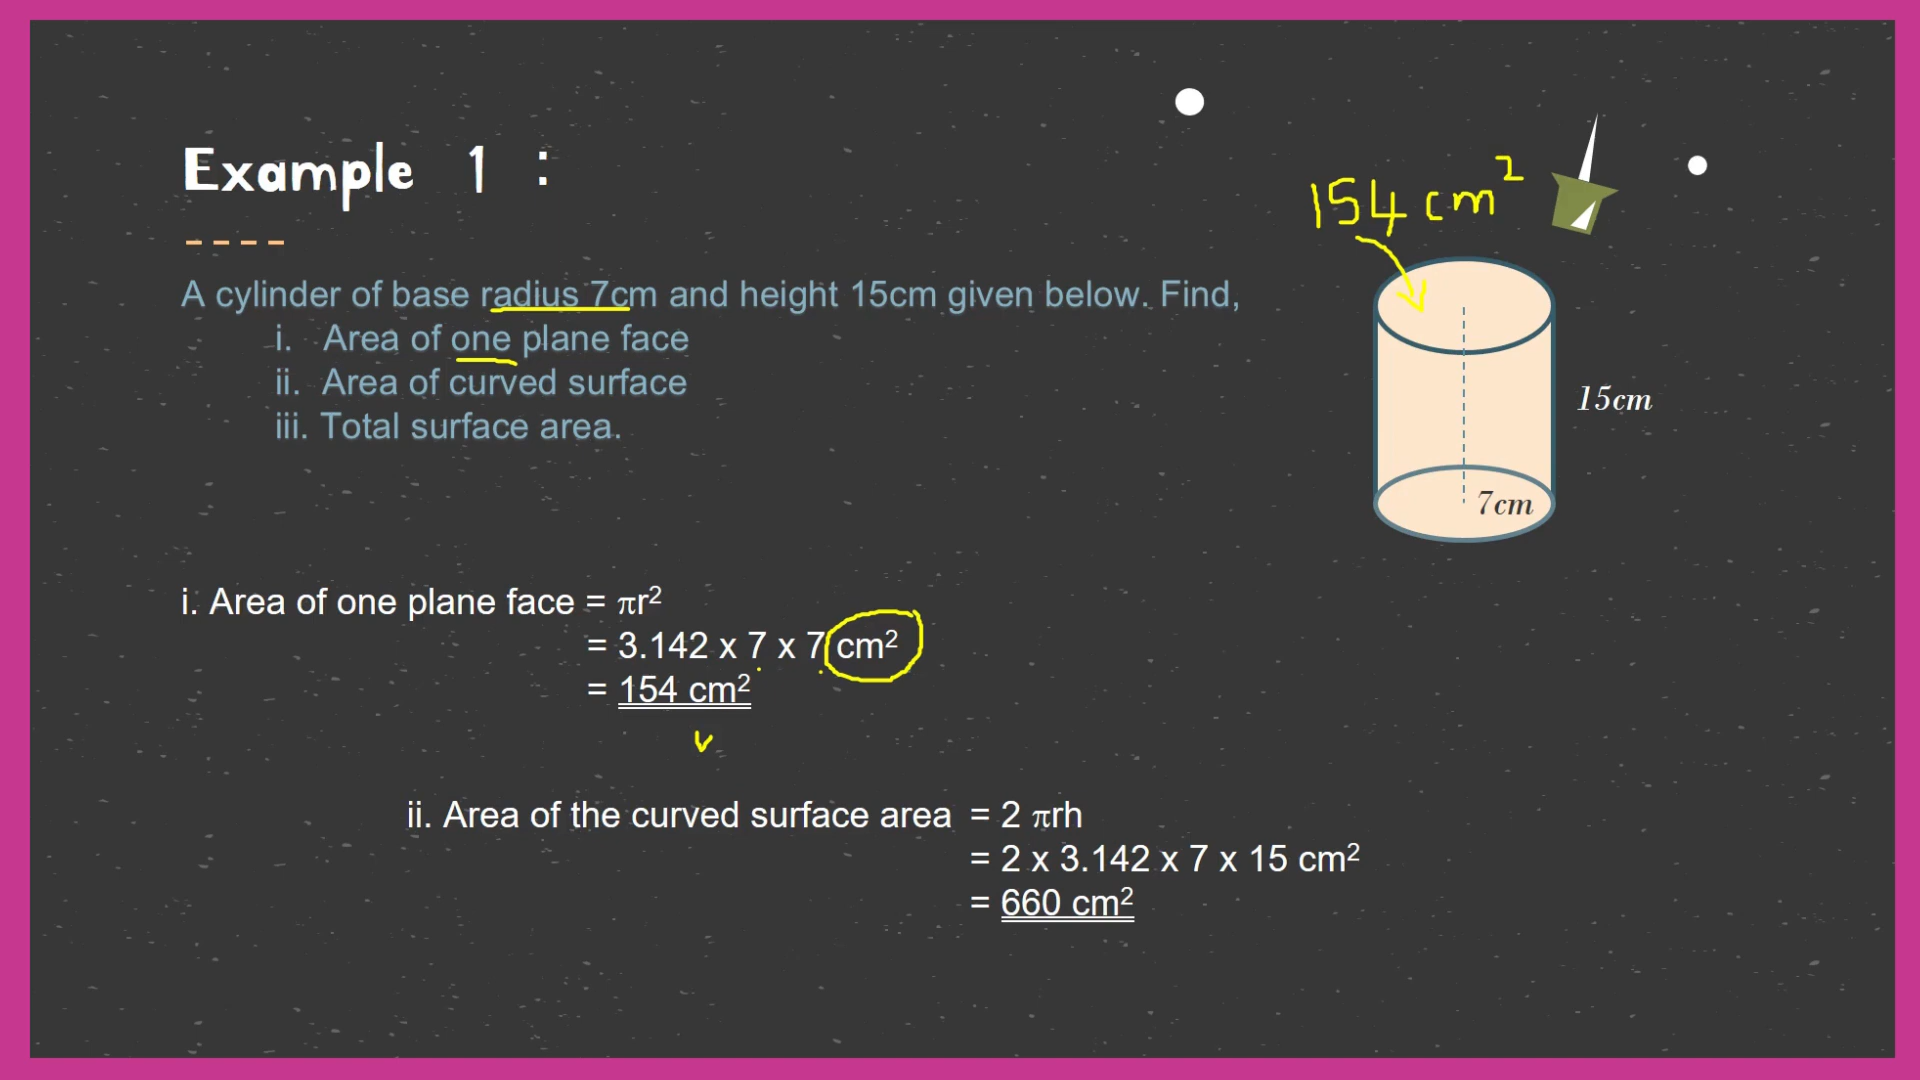 Example 1 :
154 cm²
A cylinder of base radius 7cm and height 15cm given below. Find,
i. Area of one plane face
ii. Area of curved surface
iii. Total surface area.
15cm
7cm
i. Area of one plane face = πr²
= 3.142 x 7 x 7 cm²
= 154 cm²
ii. Area of the curved surface area = 2 πrh
= 2 x 3.142 x 7 x 15 cm²
= 660 cm²